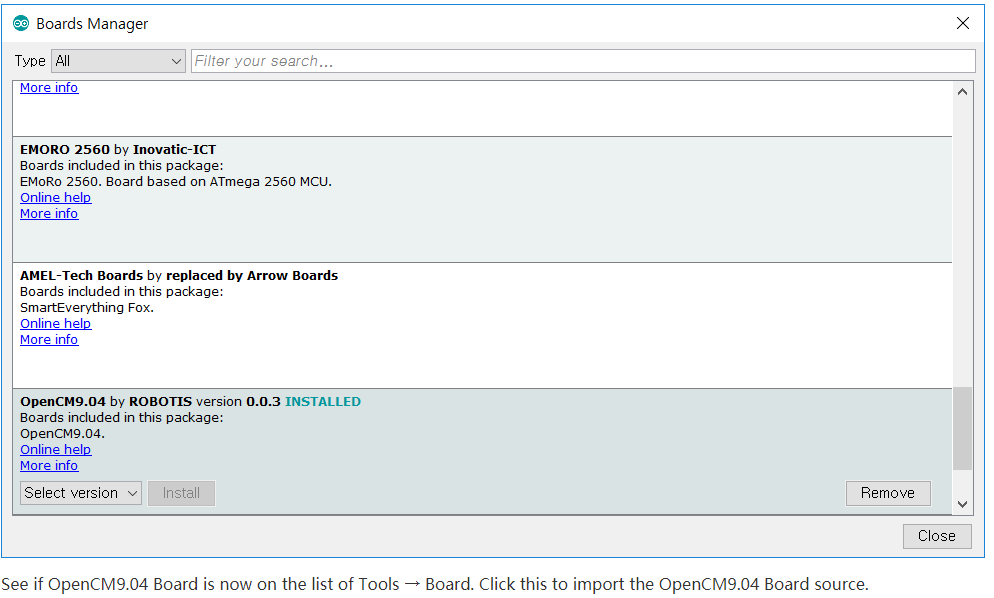 Boards Manager
Type All Filter your search...
More info
EMORO 2560 by Inovatic-ICT
Boards included in this package:
EMoRo 2560. Board based on ATmega 2560 MCU.
Online help
More info
AMEL-Tech Boards by replaced by Arrow Boards
Boards included in this package:
SmartEverything Fox.
Online help
More info
OpenCM9.04 by ROBOTIS version 0.0.3 INSTALLED
Boards included in this package:
OpenCM9.04.
Online help
More info
Select version Install Remove
Close
See if OpenCM9.04 Board is now on the list of Tools → Board. Click this to import the OpenCM9.04 Board source.